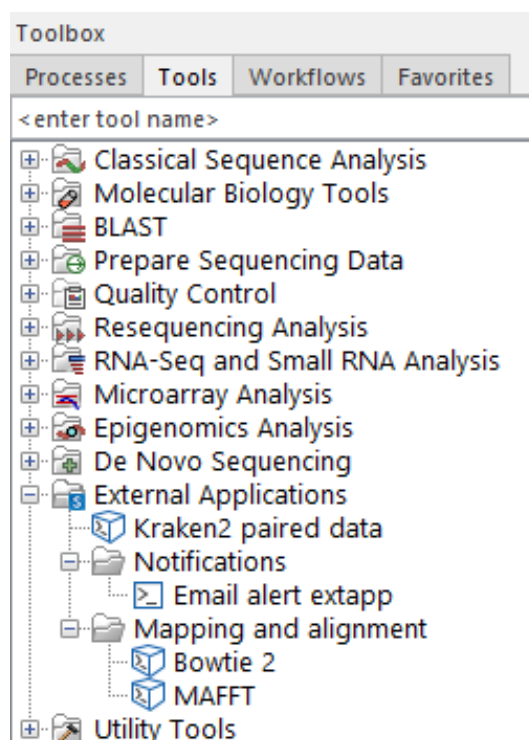 Toolbox
Processes Tools Workflows Favorites
<enter tool name>
Classical Sequence Analysis
Molecular Biology Tools
BLAST
Prepare Sequencing Data
Quality Control
Resequencing Analysis
RNA-Seq and Small RNA Analysis
Microarray Analysis
Epigenomics Analysis
De Novo Sequencing
External Applications
Kraken2 paired data
Notifications
Email alert extapp
Mapping and alignment
Bowtie 2
MAFFT
Utility Tools